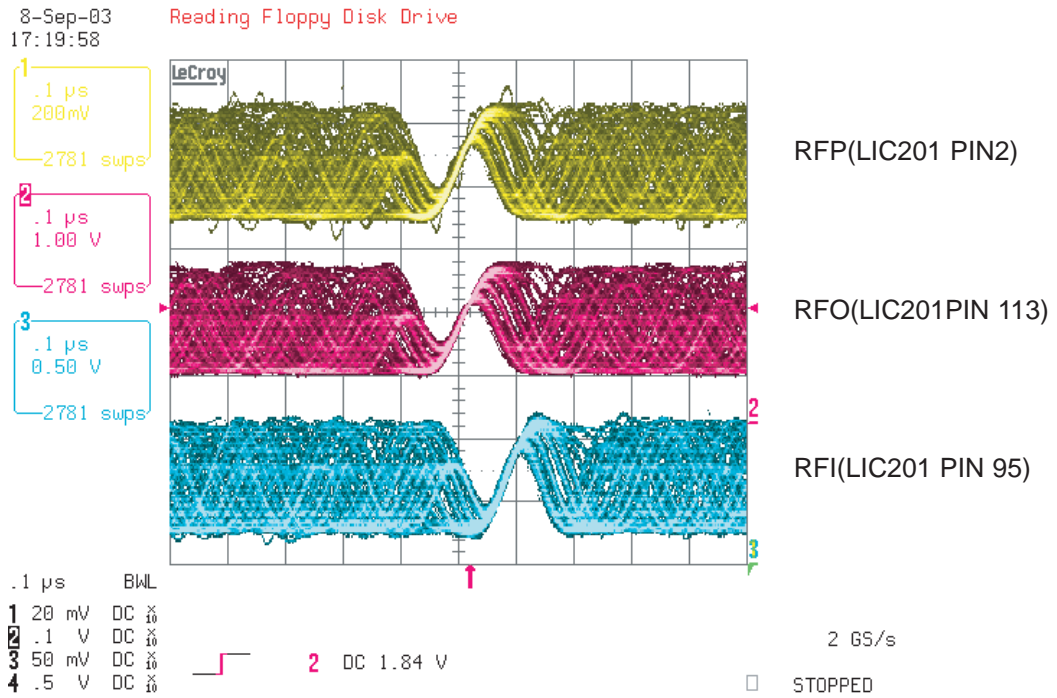 8-Sep-03
17:19:58
Reading Floppy Disk Drive
1
.1 µs
200mV
2781 swps
2
.1 µs
1.00 V
2781 swps
3
.1 µs
0.50 V
2781 swps
LeCroy
RFP(LIC201 PIN2)
RFO(LIC201PIN 113)
2
RFI(LIC201 PIN 95)
3
.1 µs BWL
1 20 mV DC X10
2 .1 V DC X10
3 50 mV DC X10
4 .5 V DC X10
2 DC 1.84 V
2 GS/s
STOPPED